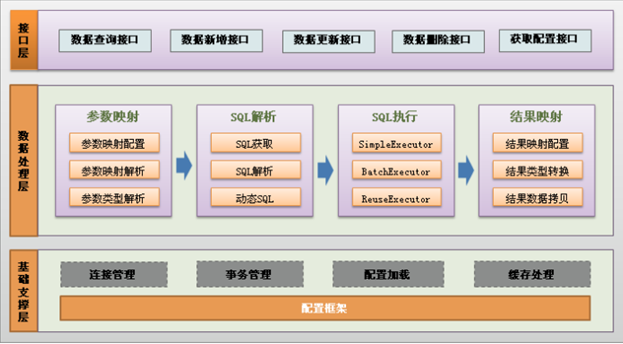 接口层
数据查询接口
数据新增接口
数据更新接口
数据删除接口
获取配置接口
数据处理层
参数映射
参数映射配置
参数映射解析
参数类型解析
SQL解析
SQL获取
SQL解析
动态SQL
SQL执行
SimpleExecutor
BatchExecutor
ReuseExecutor
结果映射
结果映射配置
结果类型转换
结果数据拷贝
基础支撑层
连接管理
事务管理
配置加载
缓存处理
配置框架